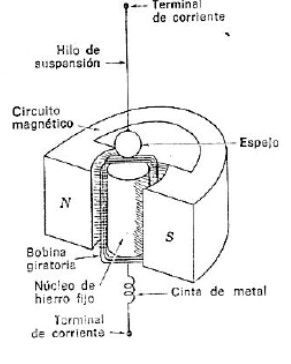 Terminal
de corriente
Hilo de
suspensión
Circuito
magnético
Espejo
N
S
Bobina
giratoria
Núcleo de
hierro fijo
Cinta de metal
Terminal
de corriente